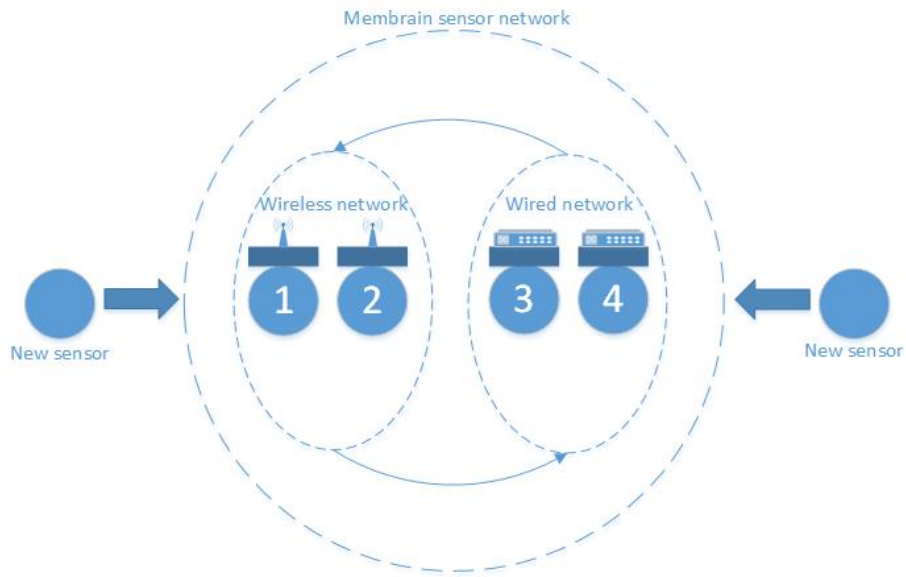 Membrain sensor network
Wireless network
Wired network
1
2
3
4
New sensor
New sensor